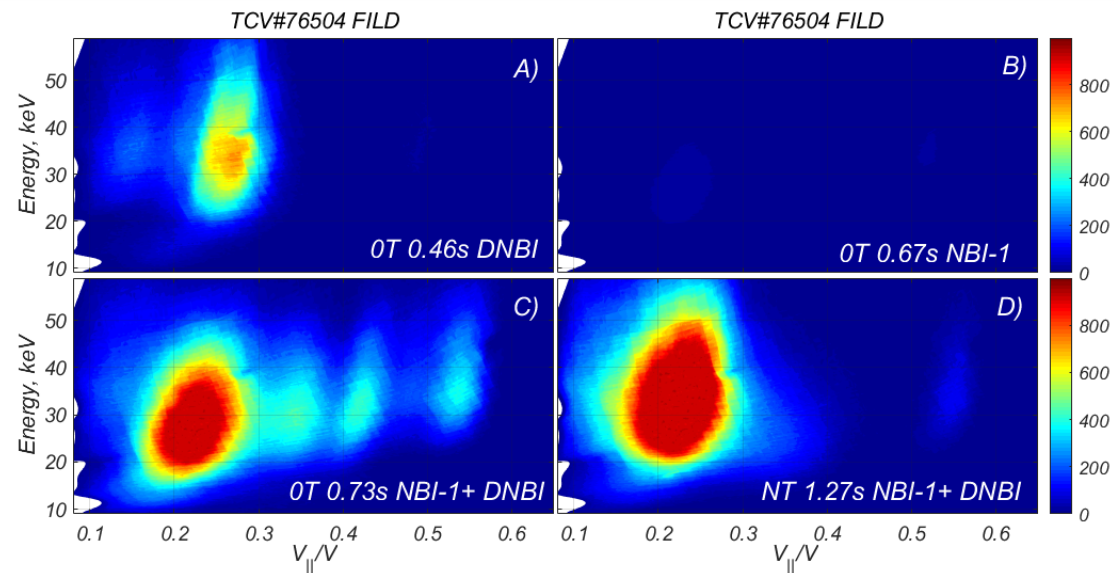 TCV#76504 FILD
TCV#76504 FILD
Energy, keV
50
40
30
20
10
A)
0T 0.46s DNBI
B)
0T 0.67s NBI-1
800
600
400
200
0
Energy, keV
50
40
30
20
10
C)
0T 0.73s NBI-1+ DNBI
D)
NT 1.27s NBI-1+ DNBI
800
600
400
200
0
0.1 0.2 0.3 0.4 0.5 0.6
0.1 0.2 0.3 0.4 0.5 0.6
V||/V
V||/V